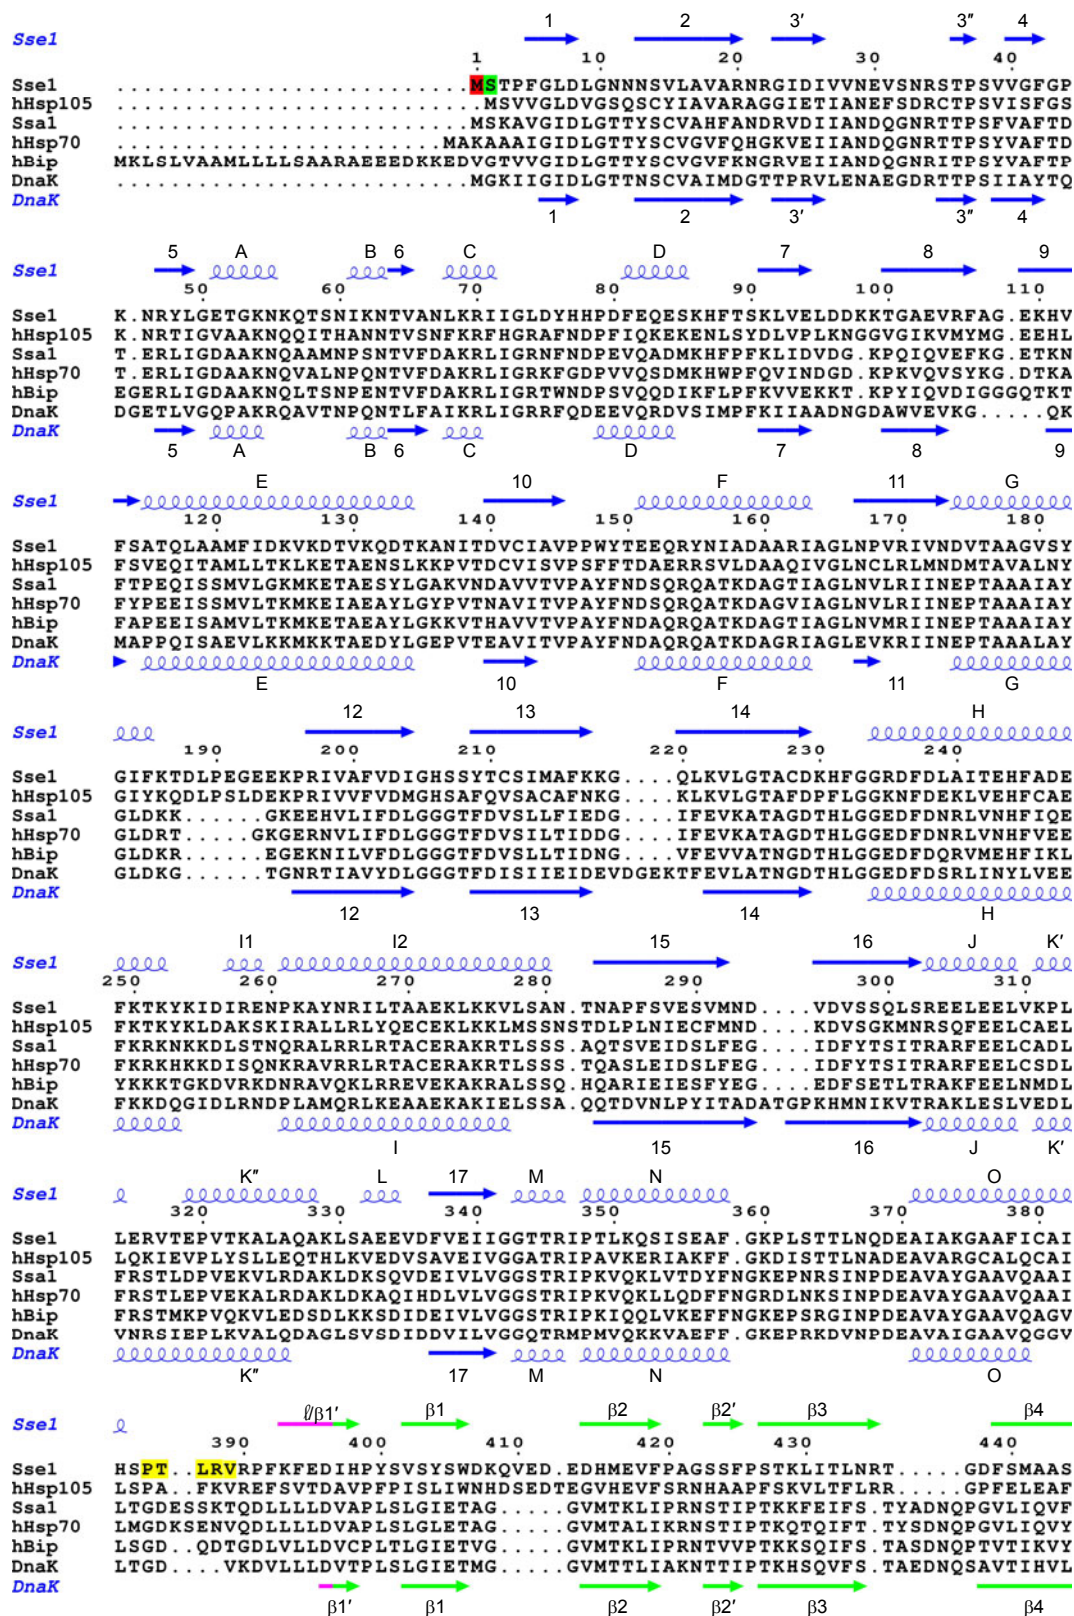 1 2 3′ 3″ 4
Sse1
1 10 20 30 40
Sse1 MSTPFGLDLGNNNSVLAVARNRGIDIVVNEVSNRSTPSVVGFGP
hHsp105 .MSVVGLDVGSQSCYIAVARAGGIETIANEFSDRCTPSVISFGS
Ssa1 MSKAVGIDLGTTYSCVAHFANDRVDIIANDQGNRTTPSFVAFTD
hHsp70 MAKAAAIGIDLGTTYSCVGVFQHGKVEIIANDQGNRTTPSYVAFTD
hBip MKLSLVAAMLLLLSAARAEEEDKKEDVGTVVGIDLGTTYSCVGVFKNGRVEIIANDQGNRITPSYVAFTP
DnaK MGKIIGIDLGTTNSCVAIMDGTTPRVLENAEGDRTTPSIIAYTQ
DnaK
1 2 3′ 3″ 4
5 A B 6 C D 7 8 9
Sse1
50 60 70 80 90 100 110
Sse1 K.NRYLGETGKNKQTSNIKNTVANLKRIIGLDYHHPDFEQESKHFTSKLVELDDKKTGAEVRFAG.EKHV
hHsp105 K.NRTIGVAAKNQQITHANNTVSNFKRFHGRAFNDPFIQKEKENLSYDLVPLKNGGVGIKVMYMG.EEHL
Ssa1 T.ERLIGDAAKNQAAMNPSNTVFDAKRLIGRNFNDPEVQADMKHFPFKLIDVDG.KPQIQVEFKG.ETKN
hHsp70 T.ERLIGDAAKNQVALNPQNTVFDAKRLIGRKFGDPVVQSDMKHWPFQVINDGD.KPKVQVSYKG.DTKA
hBip EGERLIGDAAKNQLTSNPENTVFDAKRLIGRTWNDPSVQQDIKFLPFKVVEKKT.KPYIQVDIGGGQTKT
DnaK DGETLVGQPAKRQAVTNPQNTLFAIKRLIGRRFQDEEVQRDVSIMPFKIIAADNGDAWVEVKG.....QK
DnaK
5 A B 6 C D 7 8 9
E 10 F 11 G
Sse1
120 130 140 150 160 170 180
Sse1 FSATQLAAMFIDKVKDTVKQDTKANITDVCIAVPPWYTEEQRYNIADAARIAGLNPVRIVNDVTAAGVSY
hHsp105 FSVEQITAMLLTKLKETAENSLKKPVTDCVISVPSFFTDAERRSVLDAAQIVGLNCLRLMNDMTAVALNY
Ssa1 FTPEQISSMVLGKMKETAESYLGAKVNDAVVTVPAYFNDSQRQATKDAGTIAGLNVLRIINEPTAAAIAY
hHsp70 FYPEEISSMVLTKMKEIAEAYLGYPVTNAVITVPAYFNDSQRQATKDAGVIAGLNVLRIINEPTAAAIAY
hBip FAPEEISAMVLTKMKETAEAYLGKKVTHAVVTVPAYFNDAQRQATKDAGTIAGLNVMRIINEPTAAAIAY
DnaK MAPPQISAEVLKKMKKTAEDYLGEPVTEAVITVPAYFNDAQRQATKDAGRIAGLEVKRIINEPTAAALAY
DnaK
E 10 F 11 G
12 13 14 H
Sse1
190 200 210 220 230 240
Sse1 GIFKTDLPEGEEKPRIVAFVDIGHSSYTCSIMAFKKG....QLKVLGTACDKHFGGRDFDLAITEHFADE
hHsp105 GIYKQDLPSLDEKPRIVVFVDMGHSAFQVSACAFNKG....KLKVLGTAFDPFLGGKNFDEKLVEHFCAE
Ssa1 GLDKK......GKEEHVLIFDLGGGTFDVSLLFIEDG....IFEVKATAGDTHLGGEDFDNRLVNHFIQE
hHsp70 GLDRT......GKGERNVLIFDLGGGTFDVSILTIDDG....IFEVKATAGDTHLGGEDFDNRLVNHFVEE
hBip GLDKR......EGEKNILVFDLGGGTFDVSLLTIDNG....VFEVVATNGDTHLGGEDFDQRVMEHFIKL
DnaK GLDKG......TGNRTIAVYDLGGGTFDISIIEIDEVDGEKTFEVLATNGDTHLGGEDFDSRLINYLVEE
DnaK
12 13 14 H
I1 I2 15 16 J K′
Sse1
250 260 270 280 290 300 310
Sse1 FKTKYKIDIRENPKAYNRILTAAEKLKKVLSAN.TNAPFSVESVMND....VDVSSQLSREELEELVKPL
hHsp105 FKTKYKLDAKSKIRALLRLYQECEKLKKLMSSNSTDLPLNIECFMND....KDVSGKMNRSQFEELCAEL
Ssa1 FKRKNKKDLSTNQRALRRLRTACERAKRTLSSS.AQTSVEIDSLFEG....IDFYTSITRARFEELCADL
hHsp70 FKRKHKKDISQNKRAVRRLRTACERAKRTLSSS.TQASLEIDSLFEG....IDFYTSITRARFEELCSDL
hBip YKKKTGKDVRKDNRAVQKLRREVEKAKRALSSQ.HQARIEIESFYEG....EDFSETLTRAKFEELNMDL
DnaK FKKDQGIDLRNDPLAMQRLKEAAEKAKIELSSA.QQTDVNLPYITADATGPKHMNIKVTRAKLESLVEDL
DnaK
I 15 16 J K′
K″ L 17 M N O
Sse1
320 330 340 350 360 370 380
Sse1 LERVTEPVTKALAQAKLSAEEVDFVEIIGGTTRIPTLKQSISEAF.GKPLSTTLNQDEAIAKGAAFICAI
hHsp105 LQKIEVPLYSLLEQTHLKVEDVSAVEIVGGATRIPAVKERIAKFF.GKDISTTLNADEAVARGCALQCAI
Ssa1 FRSTLDPVEKVLRDAKLDKSQVDEIVLVGGSTRIPKVQKLVTDYFNGKEPNRSINPDEAVAYGAAVQAAI
hHsp70 FRSTLEPVEKALRDAKLDKAQIHDLVLVGGSTRIPKVQKLLQDFFNGRDLNKSINPDEAVAYGAAVQAAI
hBip FRSTMKPVQKVLEDSDLKKSDIDEIVLVGGSTRIPKIQQLVKEFFNGKEPSRGINPDEAVAYGAAVQAGV
DnaK VNRSIEPLKVALQDAGLSVSDIDDVILVGGQTRMPMVQKKVAEFF.GKEPRKDVNPDEAVAIGAAVQGGV
DnaK
K″ 17 M N O
ℓ/β1′ β1 β2 β2′ β3 β4
Sse1
390 400 410 420 430 440
Sse1 HSPT..LRVRPFKFEDIHPYSVSYSWDKQVED.EDHMEVFPAGSSFPSTKLITLNRT.....GDFSMAAS
hHsp105 LSPA..FKVREFSVTDAVPFPISLIWNHDSEDTEGVHEVFSRNHAAPFSKVLTFLRR.....GPFELEAF
Ssa1 LTGDESSKTQDLLLLDVAPLSLGIETAG.....GVMTKLIPRNSTIPTKKFEIFS.TYADNQPGVLIQVF
hHsp70 LMGDKSENVQDLLLLDVAPLSLGLETAG.....GVMTALIKRNSTIPTKQTQIFT.TYSDNQPGVLIQVY
hBip LSGD..QDTGDLVLLDVCPLTLGIETVG.....GVMTKLIPRNTVVPTKKSQIFS.TASDNQPTVTIKVY
DnaK LTGD....VKDVLLLDVTPLSLGIETMG.....GVMTTLIAKNTTIPTKHSQVFS.TAEDNQSAVTIHVL
DnaK
β1′ β1 β2 β2′ β3 β4